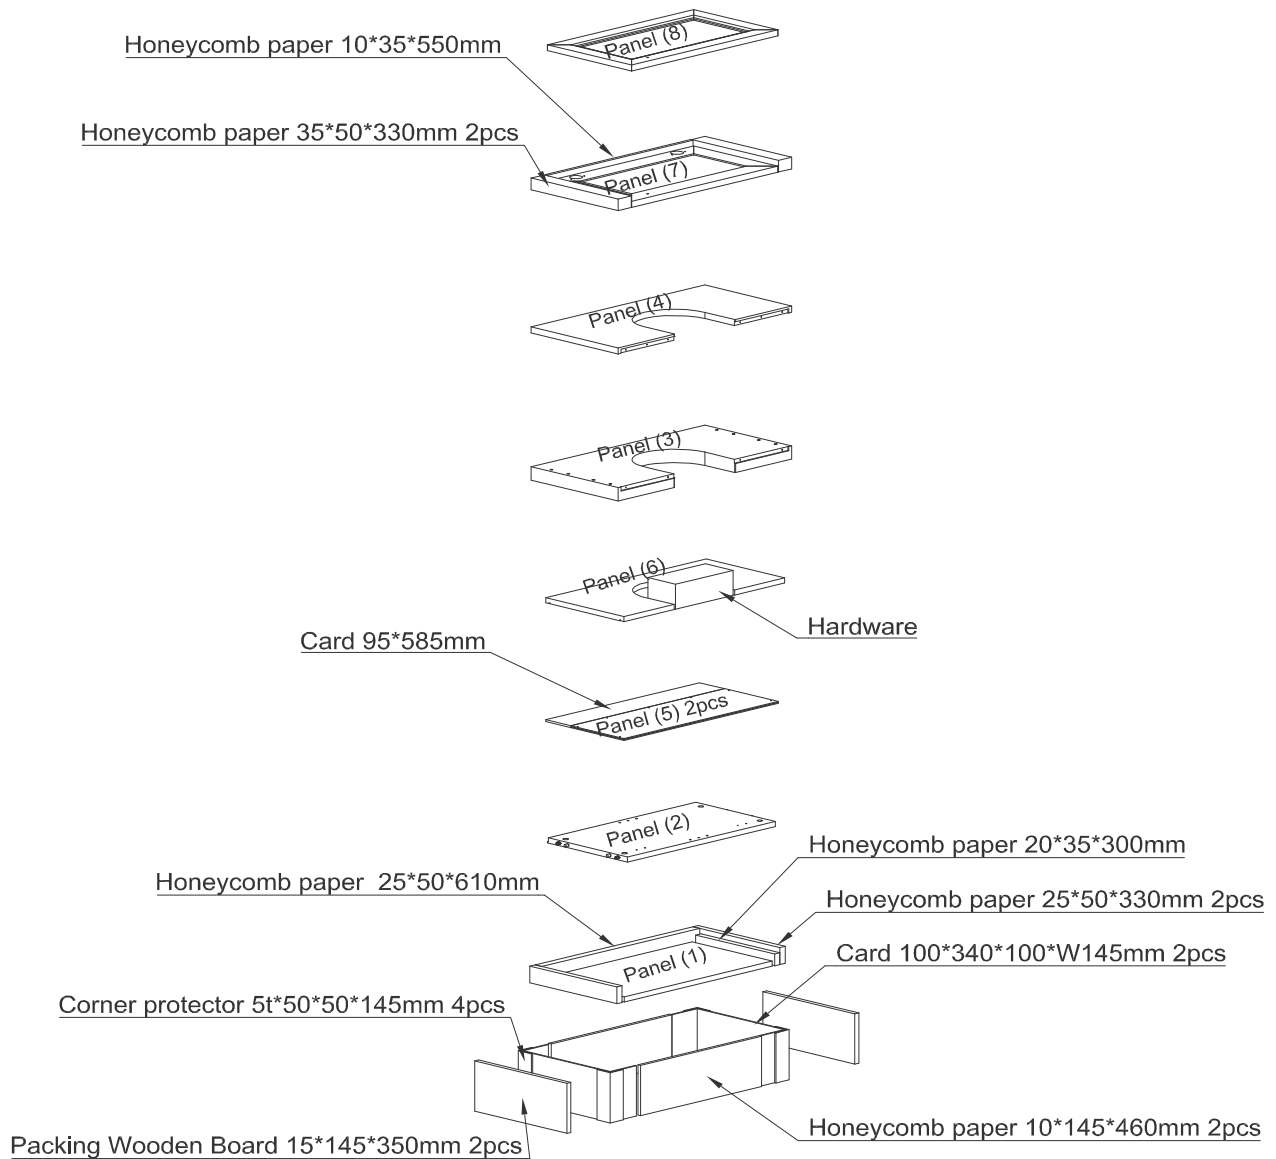 Panel (8)
Honeycomb paper 10*35*550mm
Honeycomb paper 35*50*330mm 2pcs
Panel (7)
Panel (4)
Panel (3)
Panel (6)
Hardware
Card 95*585mm
Panel (5) 2pcs
Panel (2)
Honeycomb paper 20*35*300mm
Honeycomb paper 25*50*610mm
Honeycomb paper 25*50*330mm 2pcs
Panel (1)
Card 100*340*100*W145mm 2pcs
Corner protector 5t*50*50*145mm 4pcs
Honeycomb paper 10*145*460mm 2pcs
Packing Wooden Board 15*145*350mm 2pcs